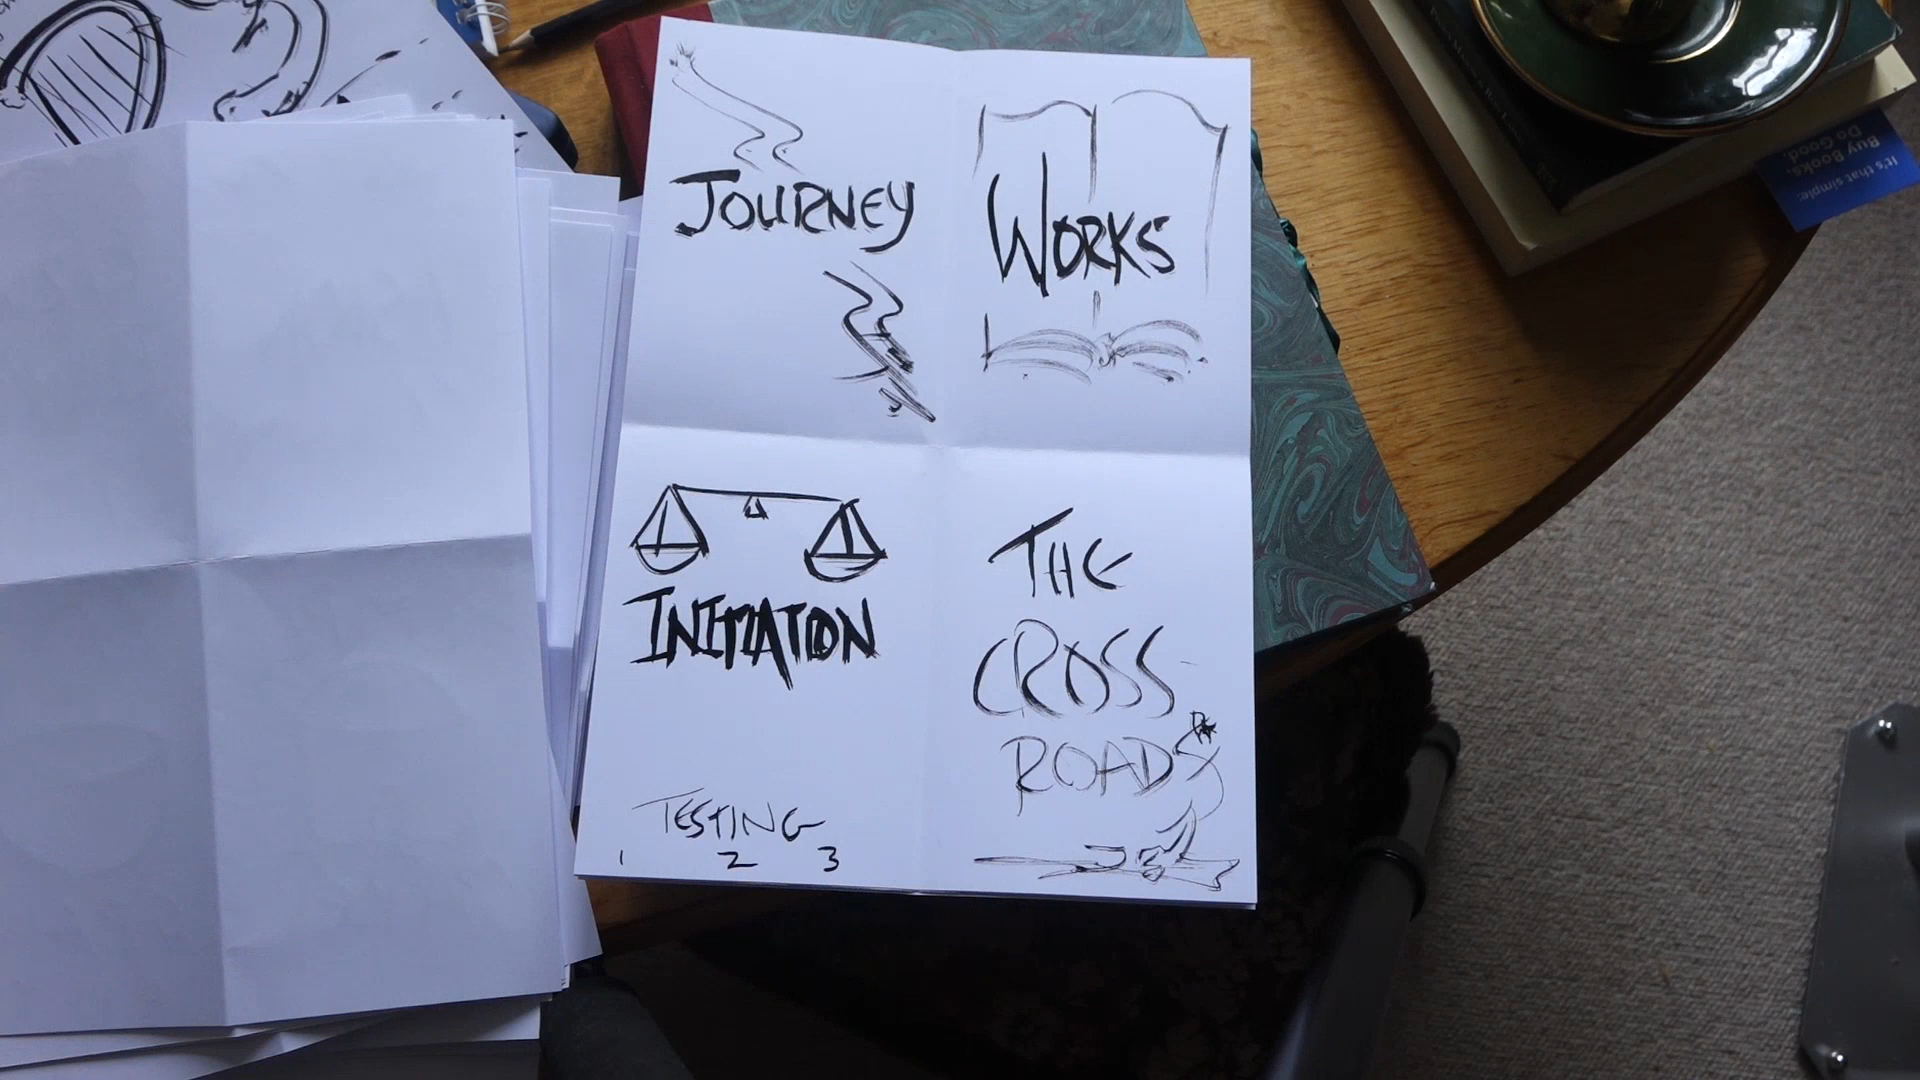 JOURNEY
WORKS
INITIATION
TESTING
1 2 3
THE
CROSS
ROADS
It's that simple:
Buy Books.
Do Good.